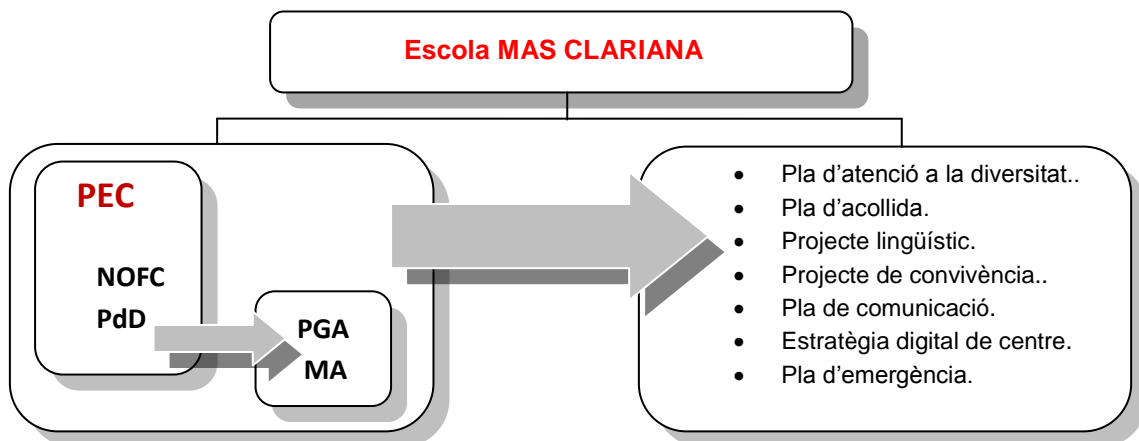 Escola MAS CLARIANA
PEC
NOFC
PdD
PGA
MA
• Pla d'atenció a la diversitat..
• Pla d'acollida.
• Projecte lingüístic.
• Projecte de convivència..
• Pla de comunicació.
• Estratègia digital de centre.
• Pla d'emergència.